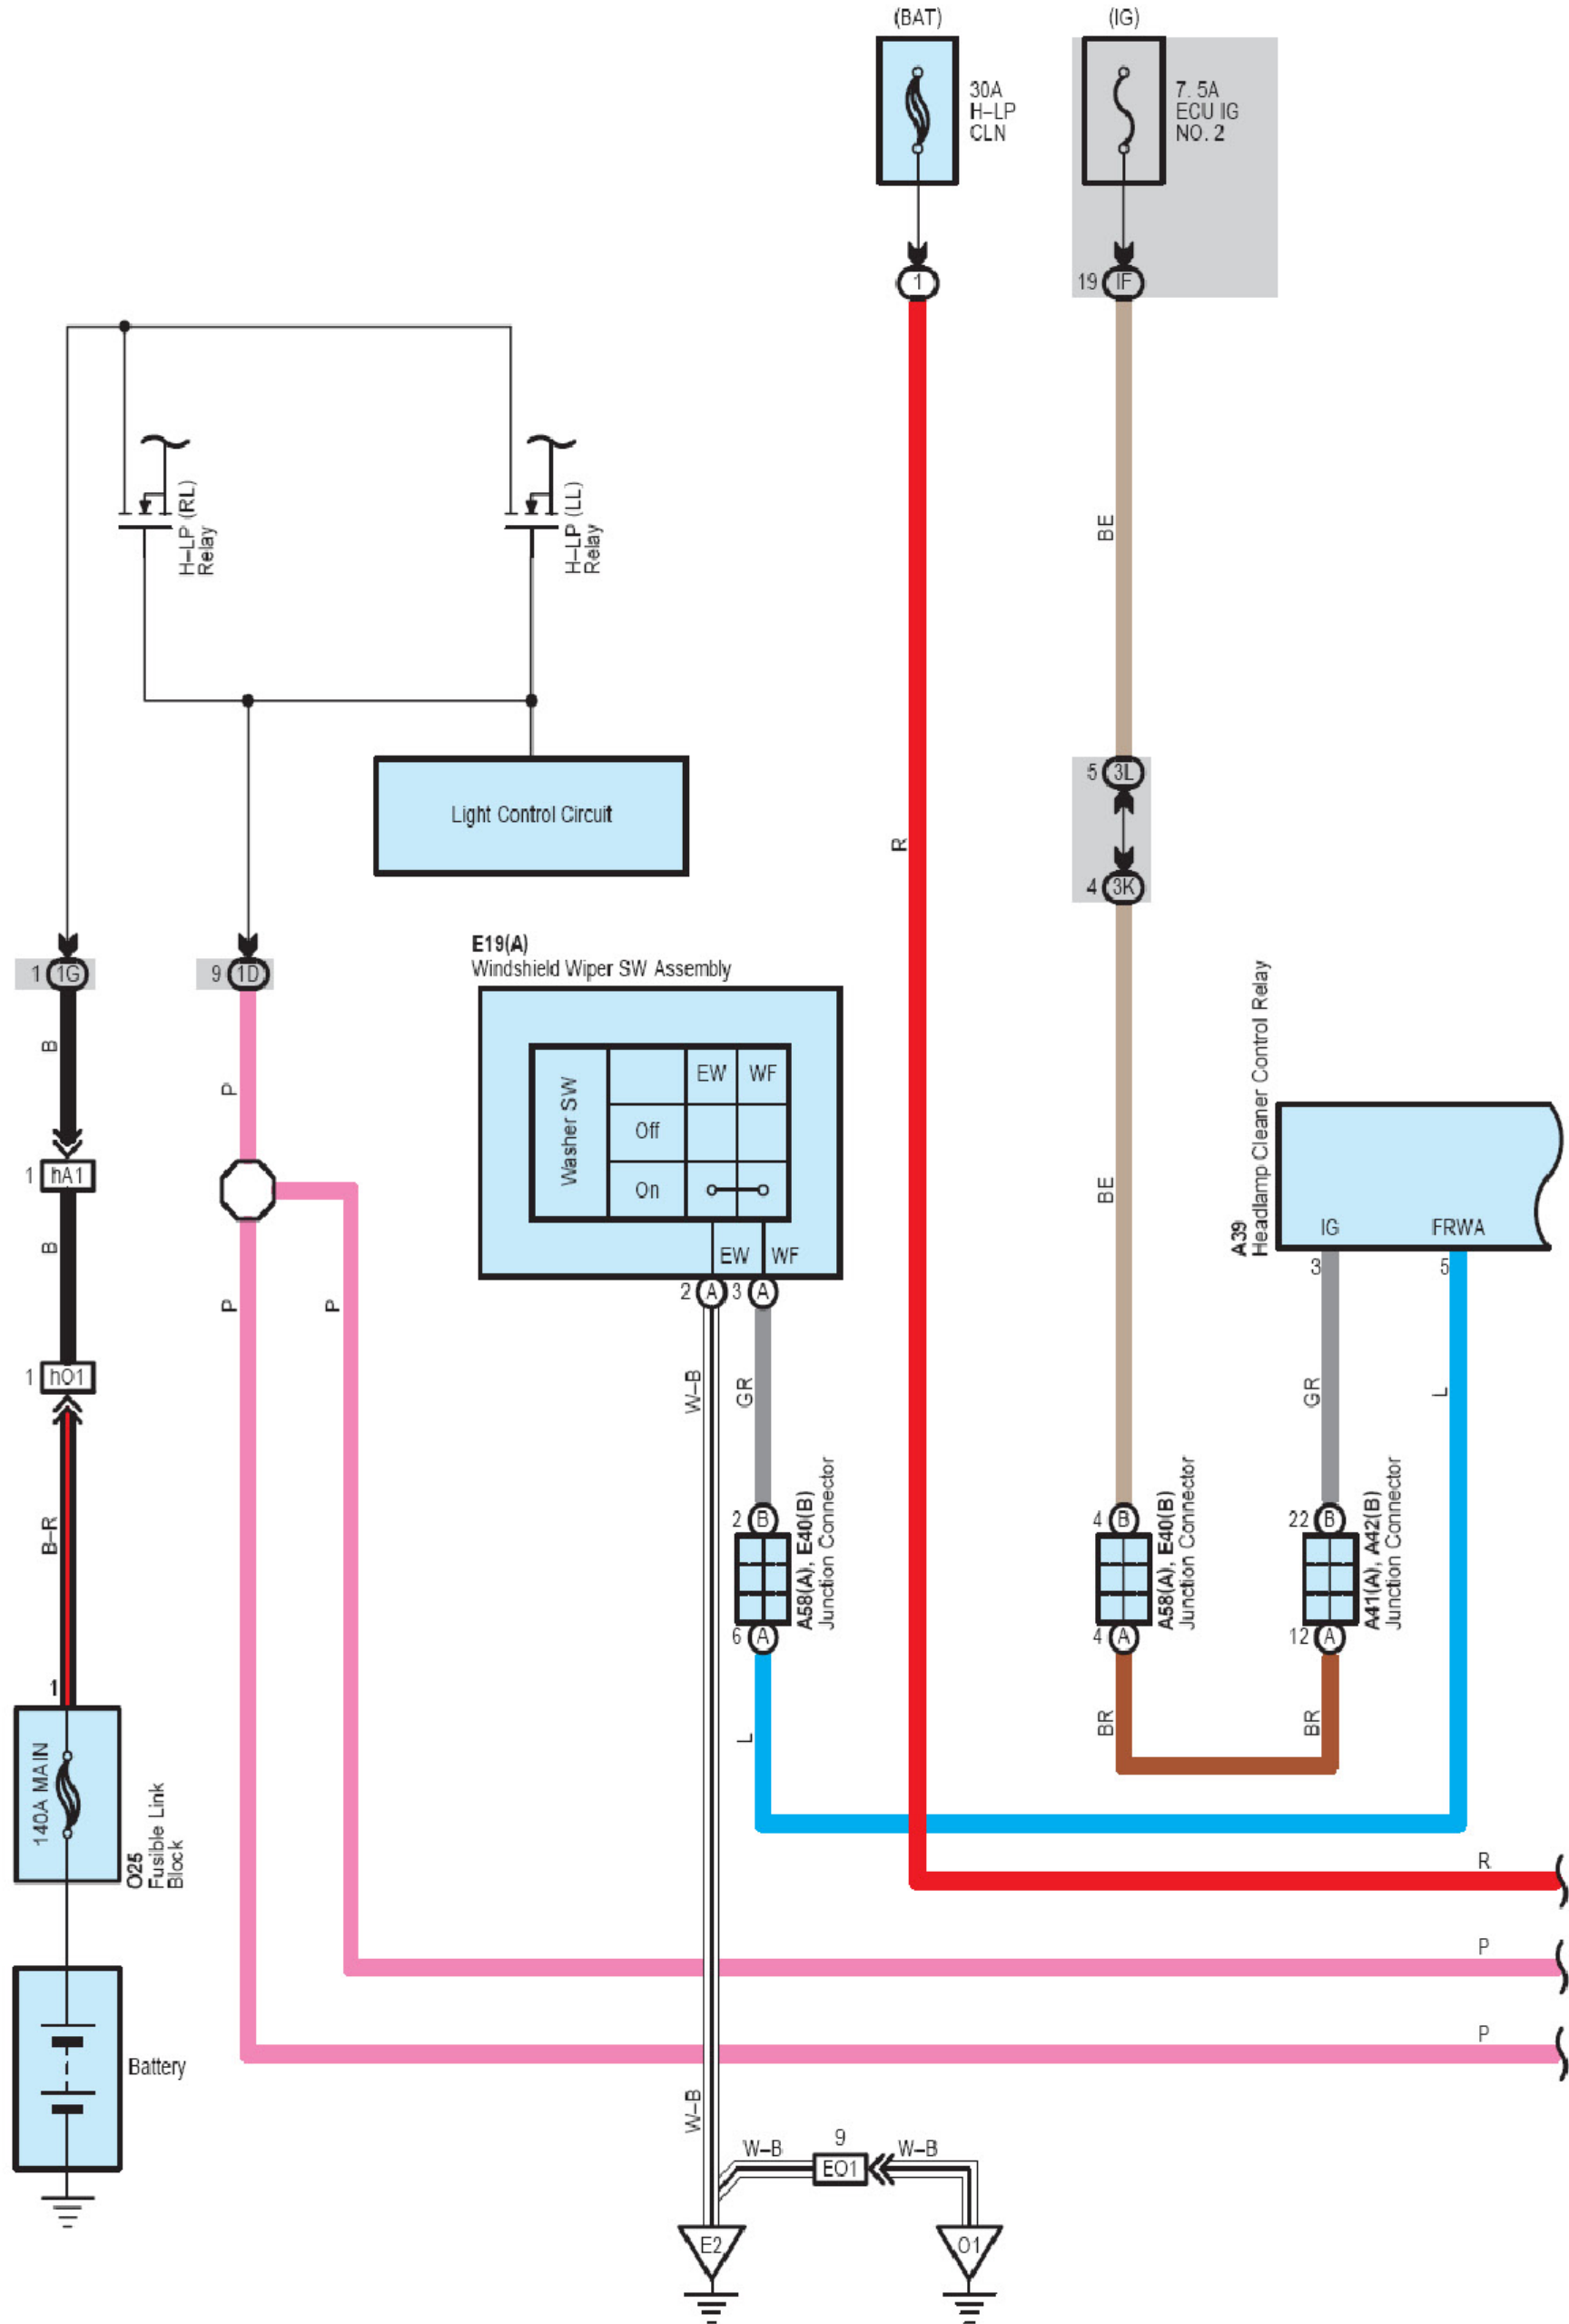 (BAT)
(IG)
30A
H-LP
CLN
7. 5A
ECU IG
NO. 2
1
19 IF
H-LP (RL)
Relay
H-LP (LL)
Relay
BE
5 3L
Light Control Circuit
R
4 3K
E19(A)
Windshield Wiper SW Assembly
1 1G
9 1D
B
P
Washer SW
EW WF
Off
On
EW WF
2 A 3 A
1 hA1
B
P
P
BE
A39
Headlamp Cleaner Control Relay
IG
FRWA
3
5
1 hO1
W-B
GR
GR
L
B-R
2 B
A58(A), E40(B)
Junction Connector
6 A
4 B
A58(A), E40(B)
Junction Connector
4 A
22 B
A41(A), A42(B)
Junction Connector
12 A
1
140A MAIN
O25
Fusible Link
Block
L
BR
BR
R
P
P
Battery
W-B
W-B
9
EO1
W-B
E2
O1